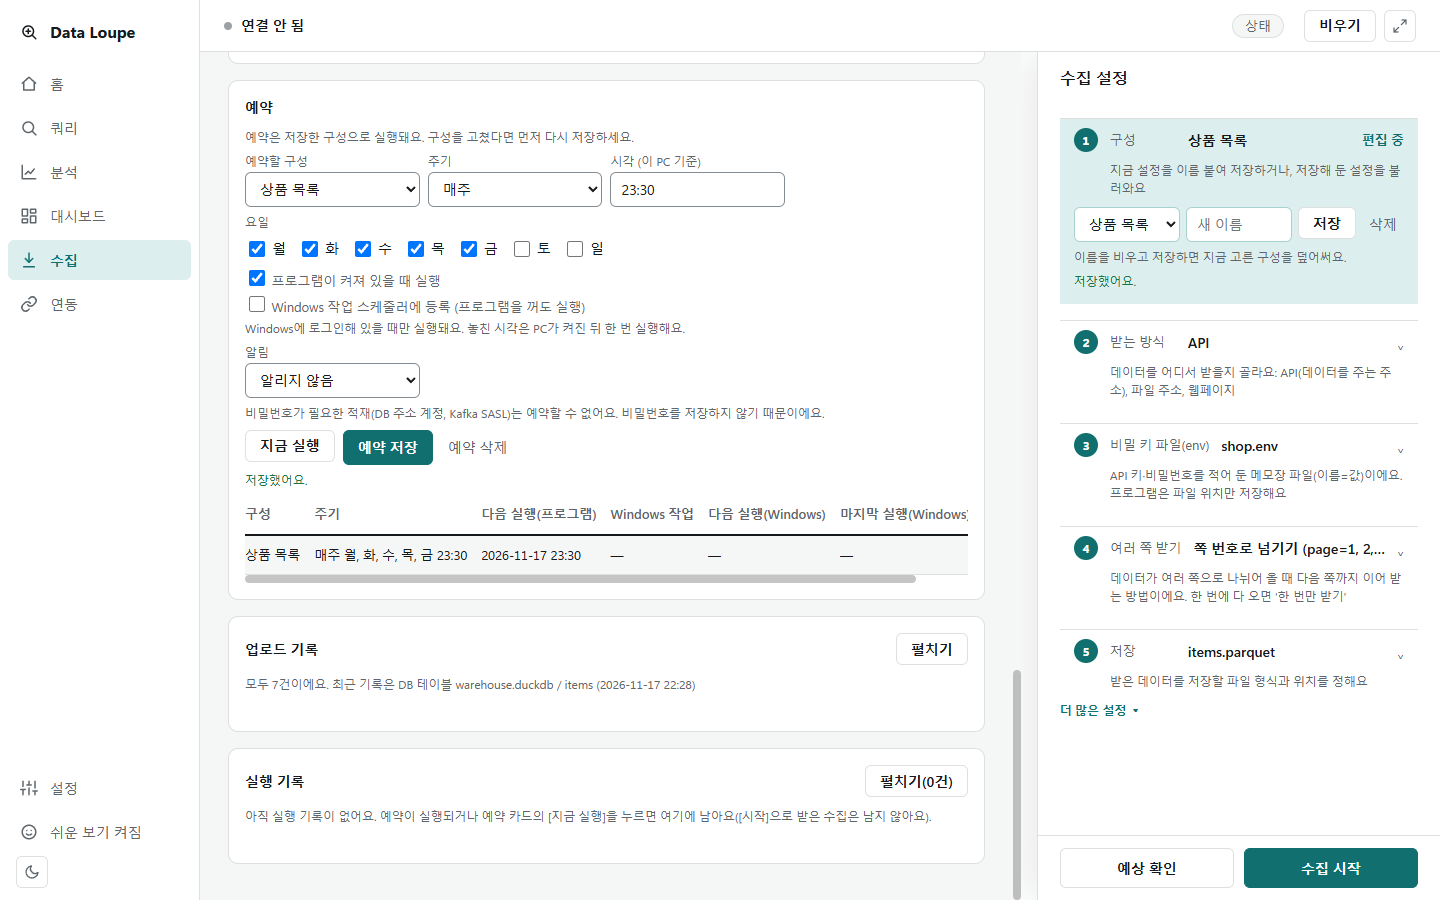 Data Loupe
홈
쿼리
분석
대시보드
수집
연동
설정
쉬운 보기 켜짐
연결 안 됨
상태
비우기
예약
예약은 저장한 구성으로 실행돼요. 구성을 고쳤다면 먼저 다시 저장하세요.
예약할 구성 주기 시각 (이 PC 기준)
상품 목록 매주 23:30
요일
월 화 수 목 금 토 일
프로그램이 켜져 있을 때 실행
Windows 작업 스케줄러에 등록 (프로그램을 꺼도 실행)
Windows에 로그인해 있을 때만 실행돼요. 놓친 시각은 PC가 켜진 뒤 한 번 실행해요.
알림
알리지 않음
비밀번호가 필요한 적재(DB 주소 계정, Kafka SASL)는 예약할 수 없어요. 비밀번호를 저장하지 않기 때문이에요.
지금 실행 예약 저장 예약 삭제
저장했어요.
구성 주기 다음 실행(프로그램) Windows 작업 다음 실행(Windows) 마지막 실행(Windows)
상품 목록 매주 월, 화, 수, 목, 금 23:30 2026-11-17 23:30 — — —
업로드 기록
펼치기
모두 7건이에요. 최근 기록은 DB 테이블 warehouse.duckdb / items (2026-11-17 22:28)
실행 기록
펼치기(0건)
아직 실행 기록이 없어요. 예약이 실행되거나 예약 카드의 [지금 실행]을 누르면 여기에 남아요([시작]으로 받은 수집은 남지 않아요).
수집 설정
1 구성 상품 목록 편집 중
지금 설정을 이름 붙여 저장하거나, 저장해 둔 설정을 불
러와요
상품 목록 새 이름 저장 삭제
이름을 비우고 저장하면 지금 고른 구성을 덮어써요.
저장했어요.
2 받는 방식 API
데이터를 어디서 받을지 골라요: API(데이터를 주는 주
소), 파일 주소, 웹페이지
3 비밀 키 파일(env) shop.env
API 키·비밀번호를 적어 둔 메모장 파일(이름=값)이에요.
프로그램은 파일 위치만 저장해요
4 여러 쪽 받기 쪽 번호로 넘기기 (page=1, 2,...
데이터가 여러 쪽으로 나뉘어 올 때 다음 쪽까지 이어 받
는 방법이에요. 한 번에 다 오면 '한 번만 받기'
5 저장 items.parquet
받은 데이터를 저장할 파일 형식과 위치를 정해요
더 많은 설정
예상 확인 수집 시작